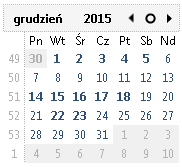 grudzień 2015
Pn Wt Śr Cz Pt Sb Nd
49 30 1 2 3 4 5 6
50 7 8 9 10 11 12 13
51 14 15 16 17 18 19 20
52 21 22 23 24 25 26 27
53 28 29 30 31 1 2 3
1 4 5 6 7 8 9 10